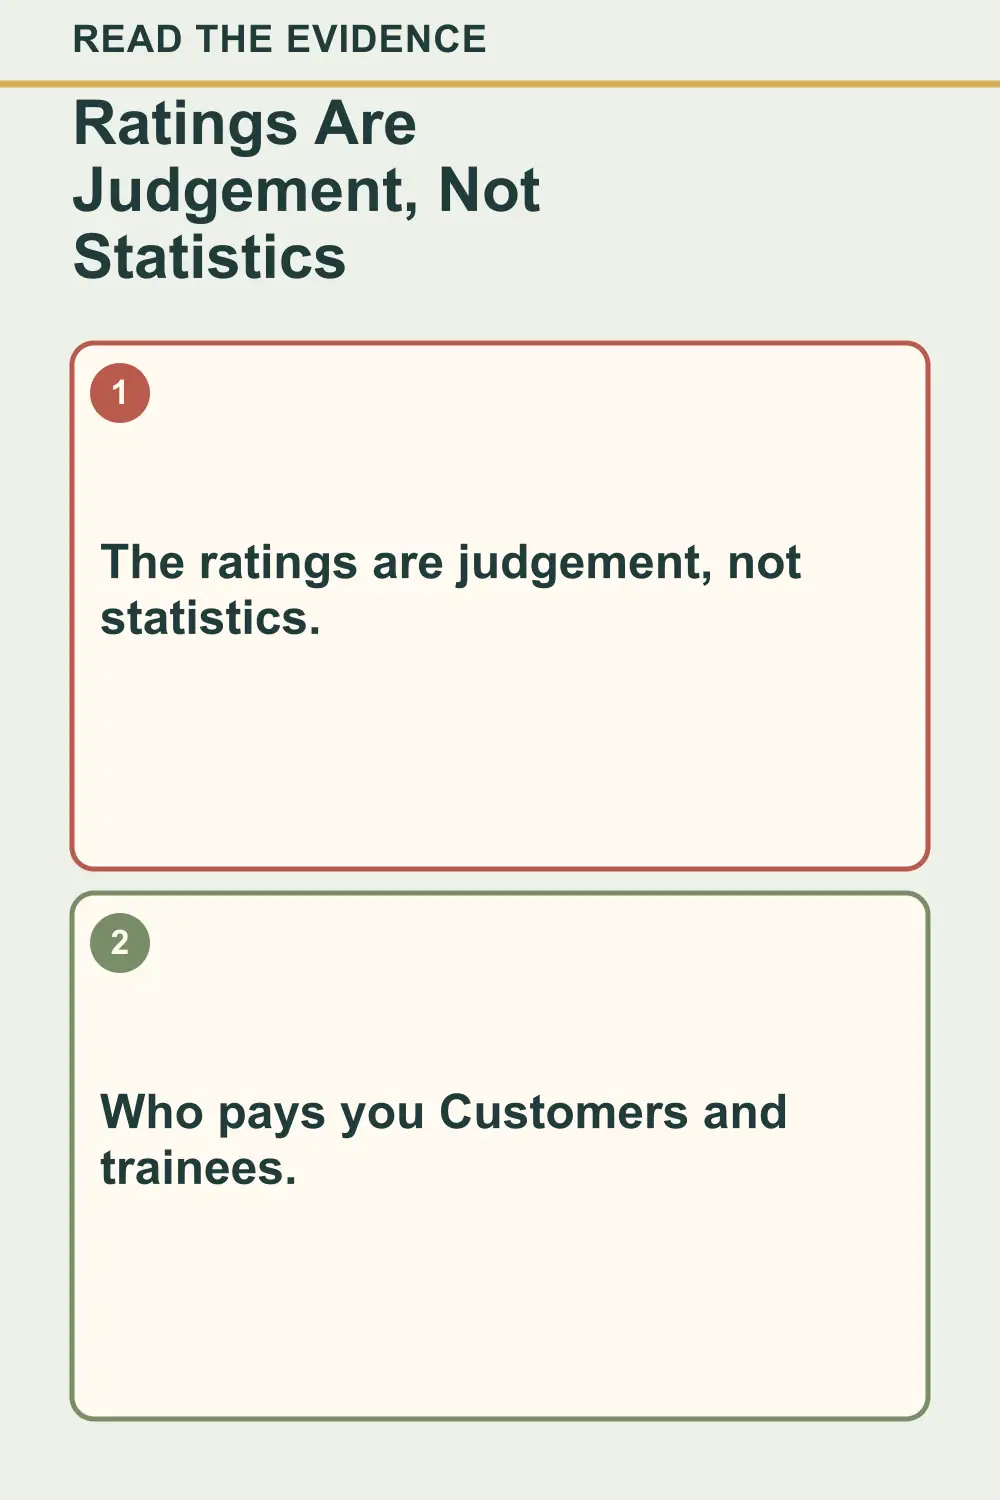 READ THE EVIDENCE
Ratings Are
Judgement, Not
Statistics
1
The ratings are judgement, not
statistics.
2
Who pays you Customers and
trainees.